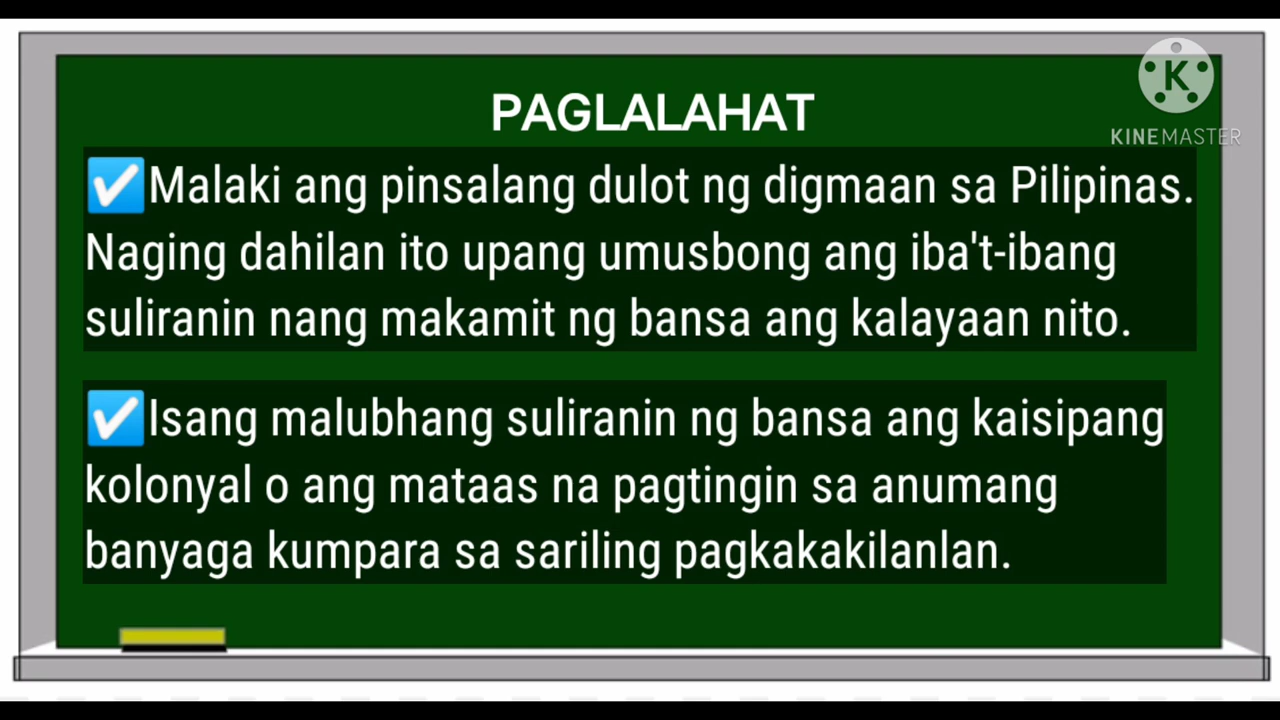 PAGLALAHAT
K
KINEMASTER
✅Malaki ang pinsalang dulot ng digmaan sa Pilipinas.
Naging dahilan ito upang umusbong ang iba't-ibang
suliranin nang makamit ng bansa ang kalayaan nito.
✅Isang malubhang suliranin ng bansa ang kaisipang
kolonyal o ang mataas na pagtingin sa anumang
banyaga kumpara sa sariling pagkakakilanlan.